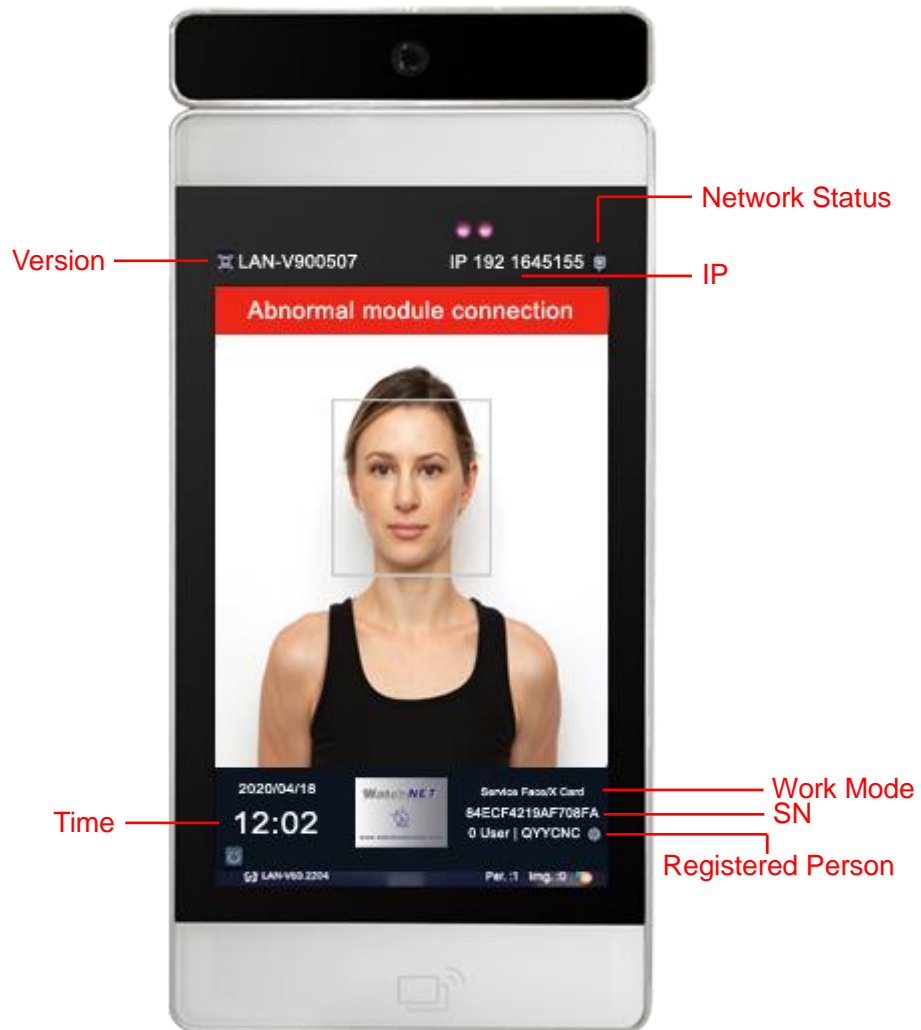 Network Status
Version
LAN-V900507
IP 192 1645155
IP
Abnormal module connection
2020/04/18
WatchNET
Service Face/X Card
Work Mode
84ECF4219AF708FA
SN
Time
12:02
0 User | QYYCNC
Registered Person
LAN-V60.2204
Per. :1 Img. :0